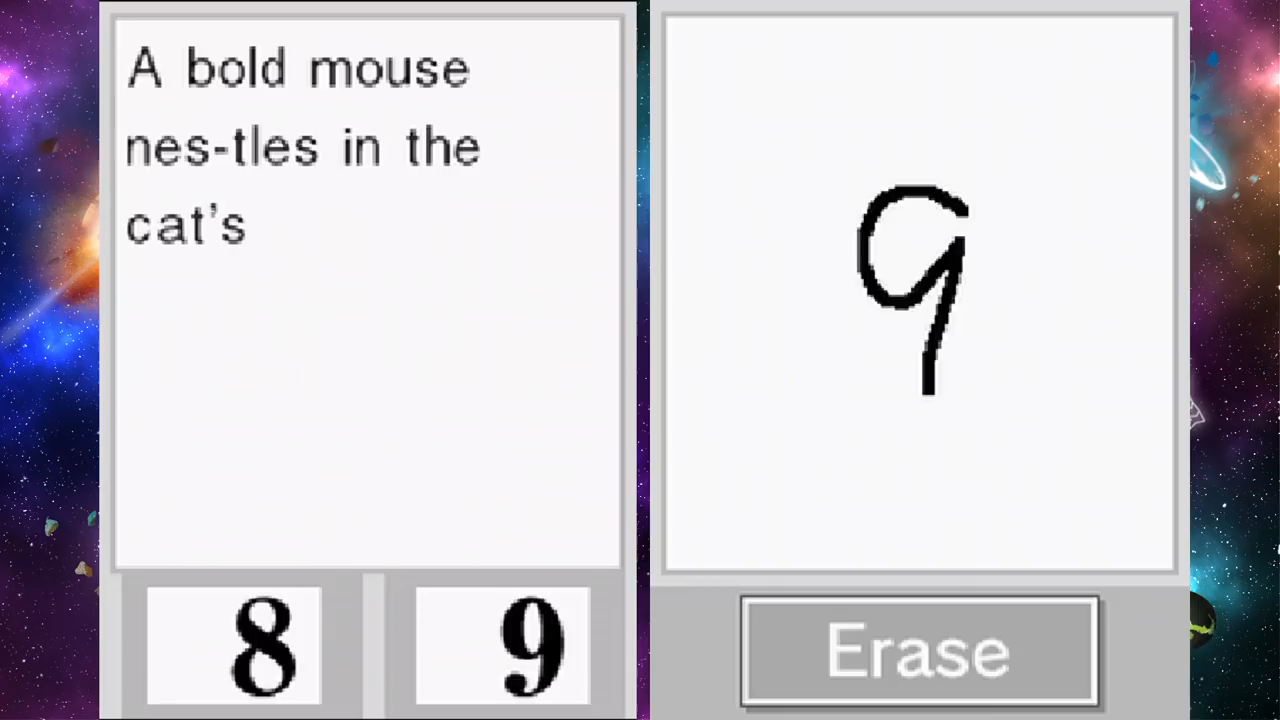 A bold mouse
nes-tles in the
cat's
9
8 9
Erase